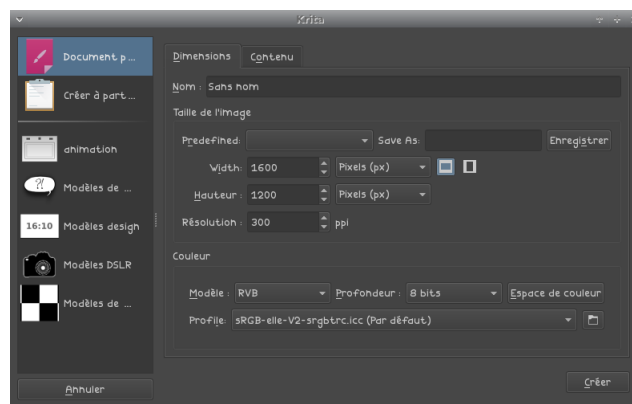 Krita
Document p...
Créer à part...
animation
?!
Modèles de ...
16:10 Modèles design
Modèles DSLR
Modèles de ...
Annuler
Dimensions Contenu
Nom : Sans nom
Taille de l'image
Predefined: Save As: Enregistrer
Width: 1600 Pixels (px)
Hauteur : 1200 Pixels (px)
Résolution : 300 ppi
Couleur
Modèle : RVB Profondeur : 8 bits Espace de couleur
Profile: sRGB-elle-V2-srgbtrc.icc (Par défaut)
Créer